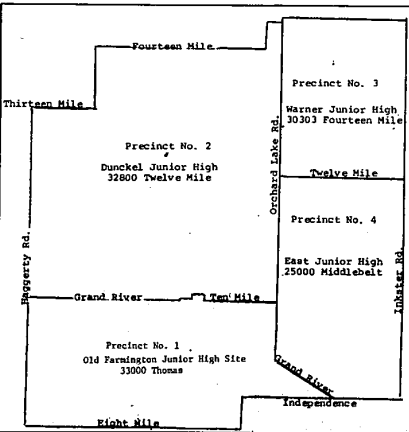 Fourteen Mile
Thirteen Mile
Precinct No. 3
Warner Junior High
30303 Fourteen Mile
Orchard Lake Rd.
Precinct No. 2
Dunckel Junior High
32800 Twelve Mile
Twelve Mile
Precinct No. 4
East Junior High
25000 Middlebelt
Haggerty Rd.
Inkster Rd.
Grand River
Ten Mile
Precinct No. 1
Old Farmington Junior High Site
33000 Thomas
Grand River
Independence
Eight Mile